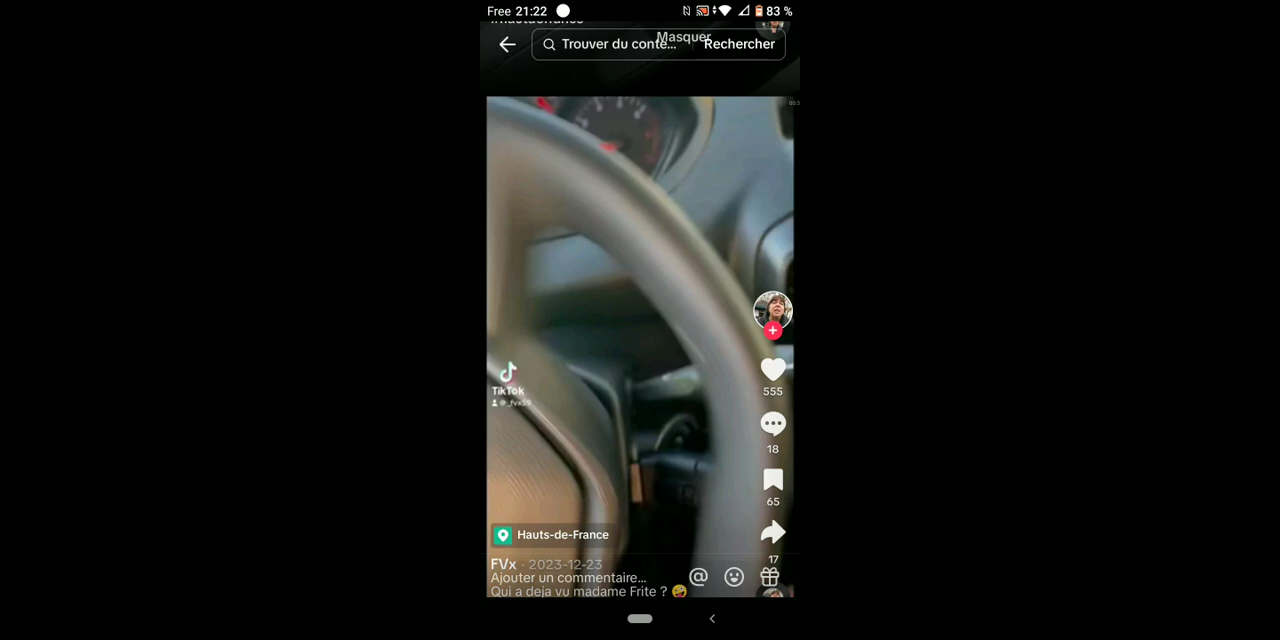 Free 21:22 83 %
Masquer
Trouver du conte... Rechercher
555
TikTok
18
65
Hauts-de-France
17
FVx · 2023-12-23
Ajouter un commentaire...
Qui a deja vu madame Frite ? 🤪